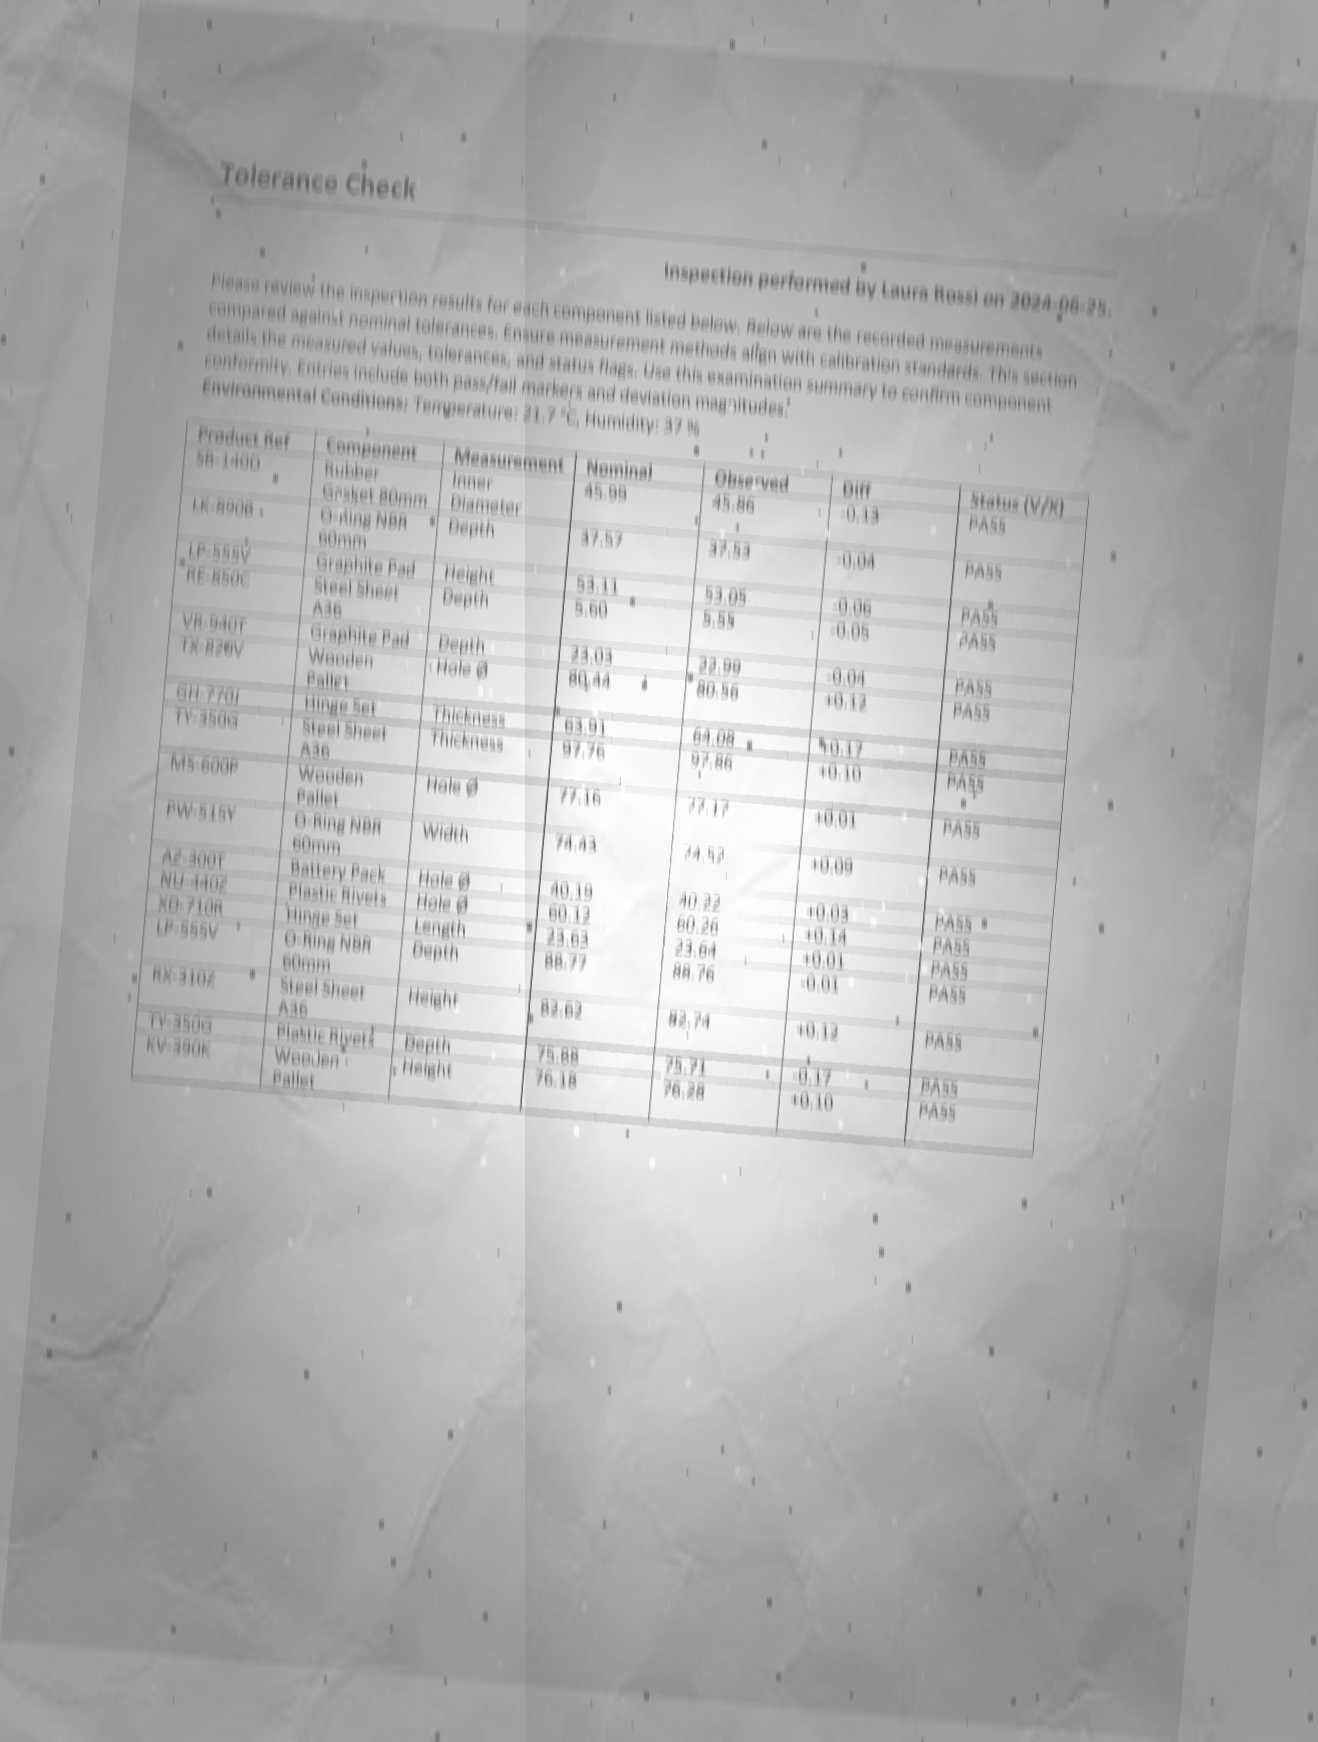 Tolerance Check
Inspection performed by Laura Rossi on 2024-06-25.
Please review the inspection results for each component listed below. Below are the recorded measurements
compared against nominal tolerances. Ensure measurement methods align with calibration standards. This section
details the measured values, tolerances, and status flags. Use this examination summary to confirm component
conformity. Entries include both pass/fail markers and deviation magnitudes.
Environmental Conditions: Temperature: 21.7 °C, Humidity: 37 %
Product Ref Component Measurement Nominal Observed Diff Status (V/X)
SB-140D Rubber Gasket 80mm Inner Diameter 45.99 45.86 -0.13 PASS
LK-890B O-Ring NBR 60mm Depth 37.57 37.53 -0.04 PASS
LP-555V Graphite Pad Height 53.11 53.05 -0.06 PASS
RE-850C Steel Sheet A36 Depth 5.60 5.55 -0.05 PASS
VR-940T Graphite Pad Depth 23.03 22.99 -0.04 PASS
TX-820V Wooden Pallet Hole Ø 80.44 80.56 +0.12 PASS
GH-770J Hinge Set Thickness 63.91 64.08 +0.17 PASS
TY-350G Steel Sheet A36 Thickness 97.76 97.86 +0.10 PASS
MS-600P Wooden Pallet Hole Ø 77.16 77.17 +0.01 PASS
PW-515Y O-Ring NBR 60mm Width 74.43 74.52 +0.09 PASS
AZ-300T Battery Pack Hole Ø 40.19 40.22 +0.03 PASS
NU-440Z Plastic Rivets Hole Ø 60.12 60.26 +0.14 PASS
XD-710R Hinge Set Length 23.63 23.64 +0.01 PASS
LP-555V O-Ring NBR 60mm Depth 88.77 88.76 -0.01 PASS
RX-310Z Steel Sheet A36 Height 82.62 82.74 +0.12 PASS
TY-350G Plastic Rivets Depth 75.88 75.71 -0.17 PASS
KV-390K Wooden Pallet Height 76.18 76.28 +0.10 PASS